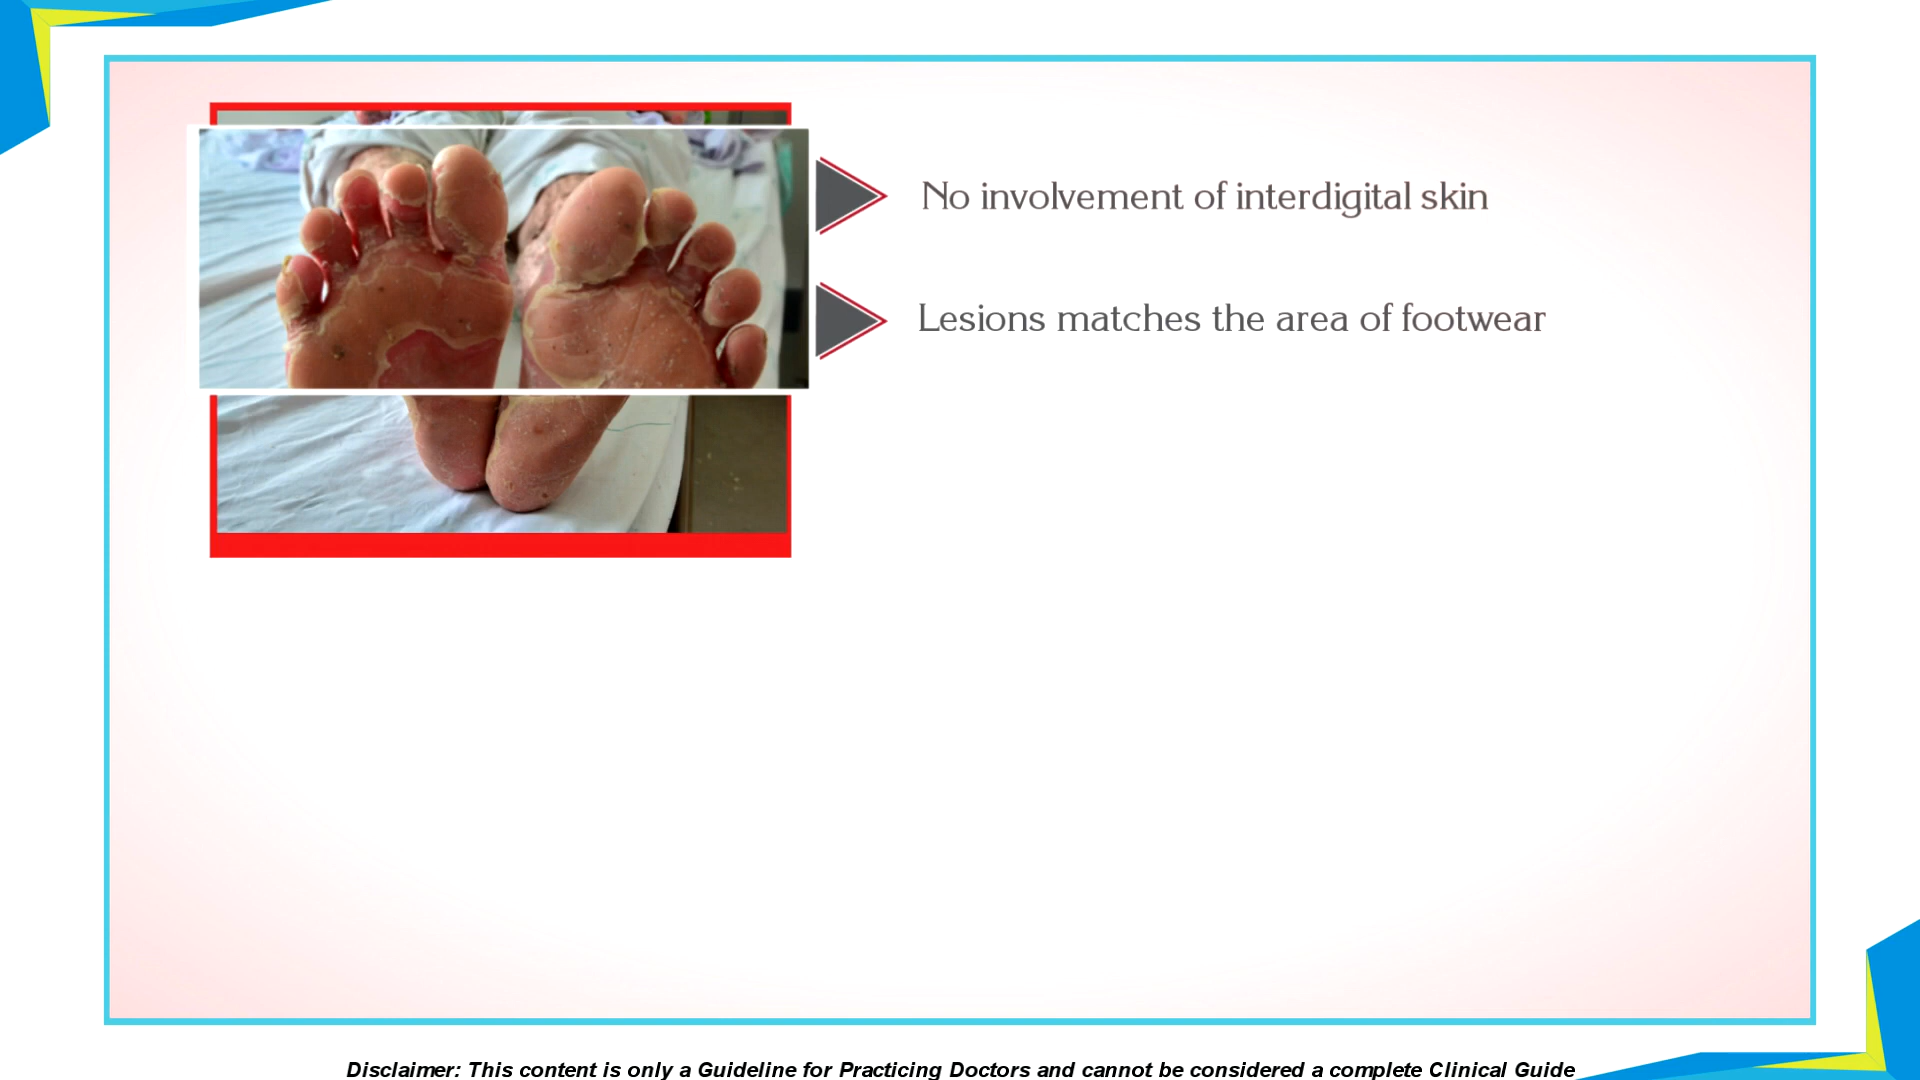 No involvement of interdigital skin
Lesions matches the area of footwear
Disclaimer: This content is only a Guideline for Practicing Doctors and cannot be considered a complete Clinical Guide